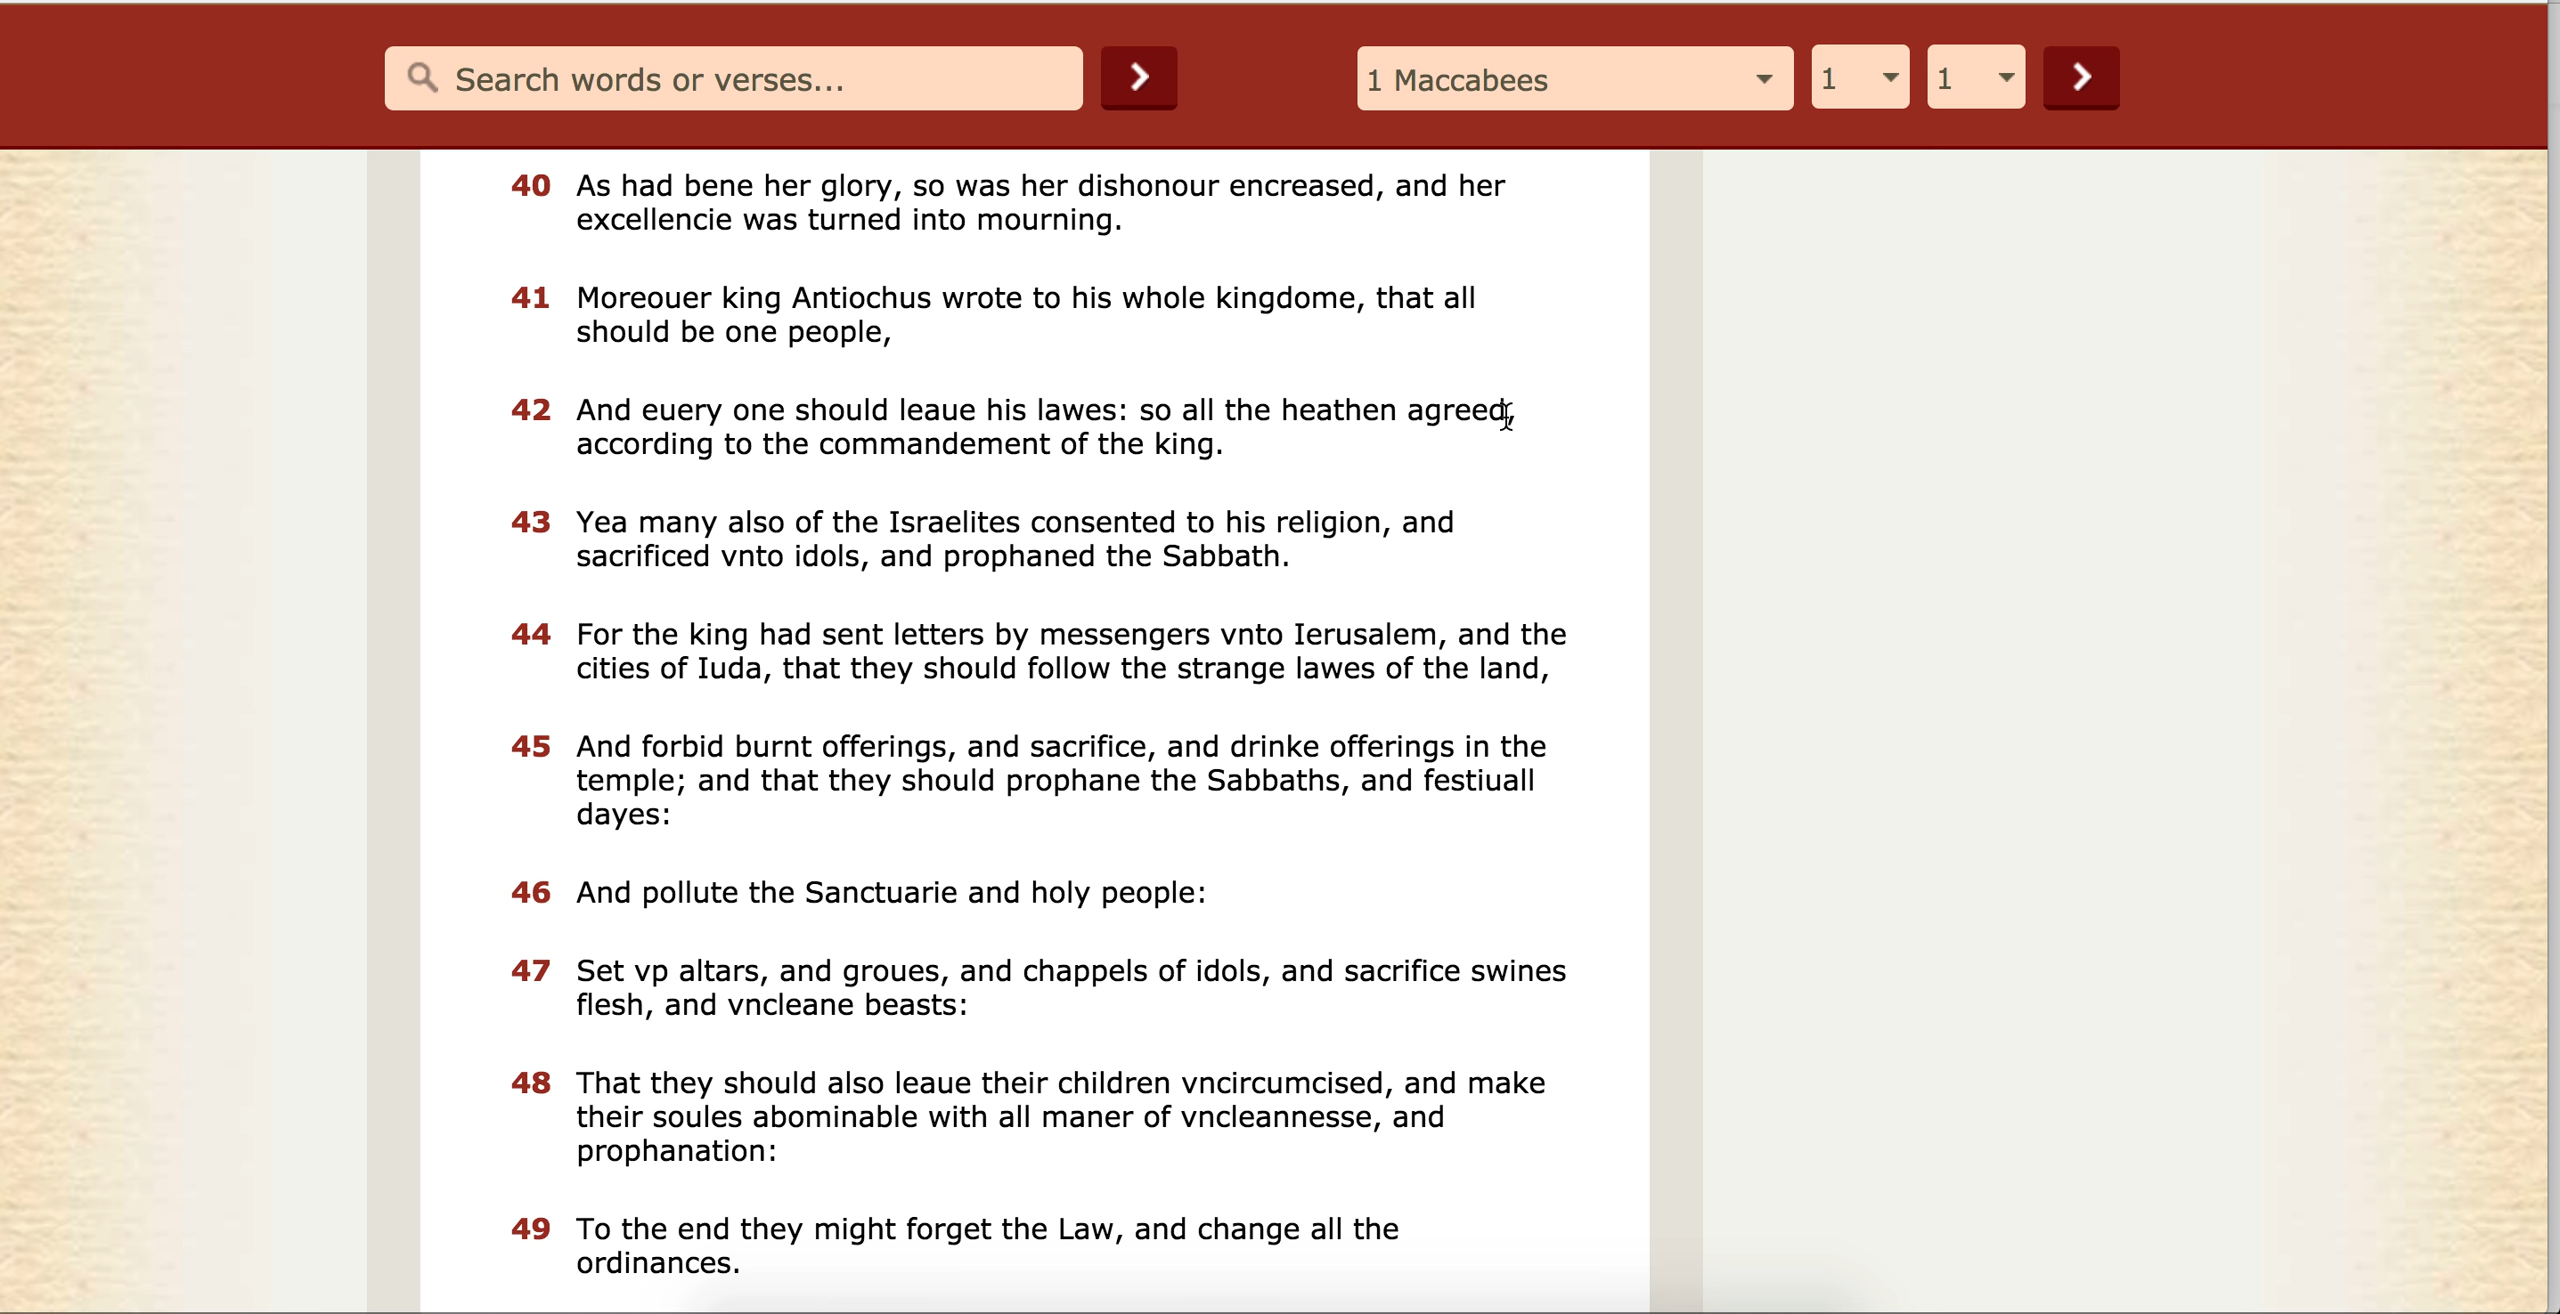 Search words or verses...
1 Maccabees
1
1
40 As had bene her glory, so was her dishonour encreased, and her
excellencie was turned into mourning.
41 Moreouer king Antiochus wrote to his whole kingdome, that all
should be one people,
42 And euery one should leaue his lawes: so all the heathen agreed,
according to the commandement of the king.
43 Yea many also of the Israelites consented to his religion, and
sacrificed vnto idols, and prophaned the Sabbath.
44 For the king had sent letters by messengers vnto Ierusalem, and the
cities of Iuda, that they should follow the strange lawes of the land,
45 And forbid burnt offerings, and sacrifice, and drinke offerings in the
temple; and that they should prophane the Sabbaths, and festiuall
dayes:
46 And pollute the Sanctuarie and holy people:
47 Set vp altars, and groues, and chappels of idols, and sacrifice swines
flesh, and vncleane beasts:
48 That they should also leaue their children vncircumcised, and make
their soules abominable with all maner of vncleannesse, and
prophanation:
49 To the end they might forget the Law, and change all the
ordinances.